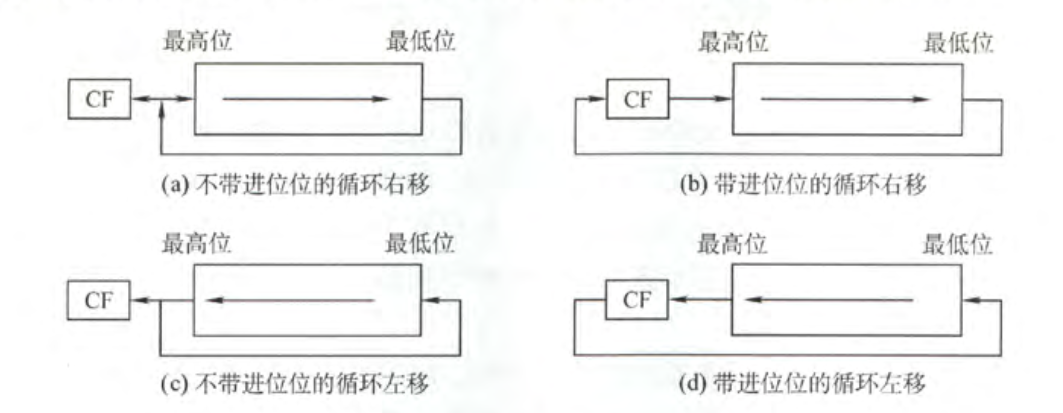 最高位 最低位 最高位 最低位
CF CF
(a) 不带进位位的循环右移 (b) 带进位位的循环右移
最高位 最低位 最高位 最低位
CF CF
(c) 不带进位位的循环左移 (d) 带进位位的循环左移